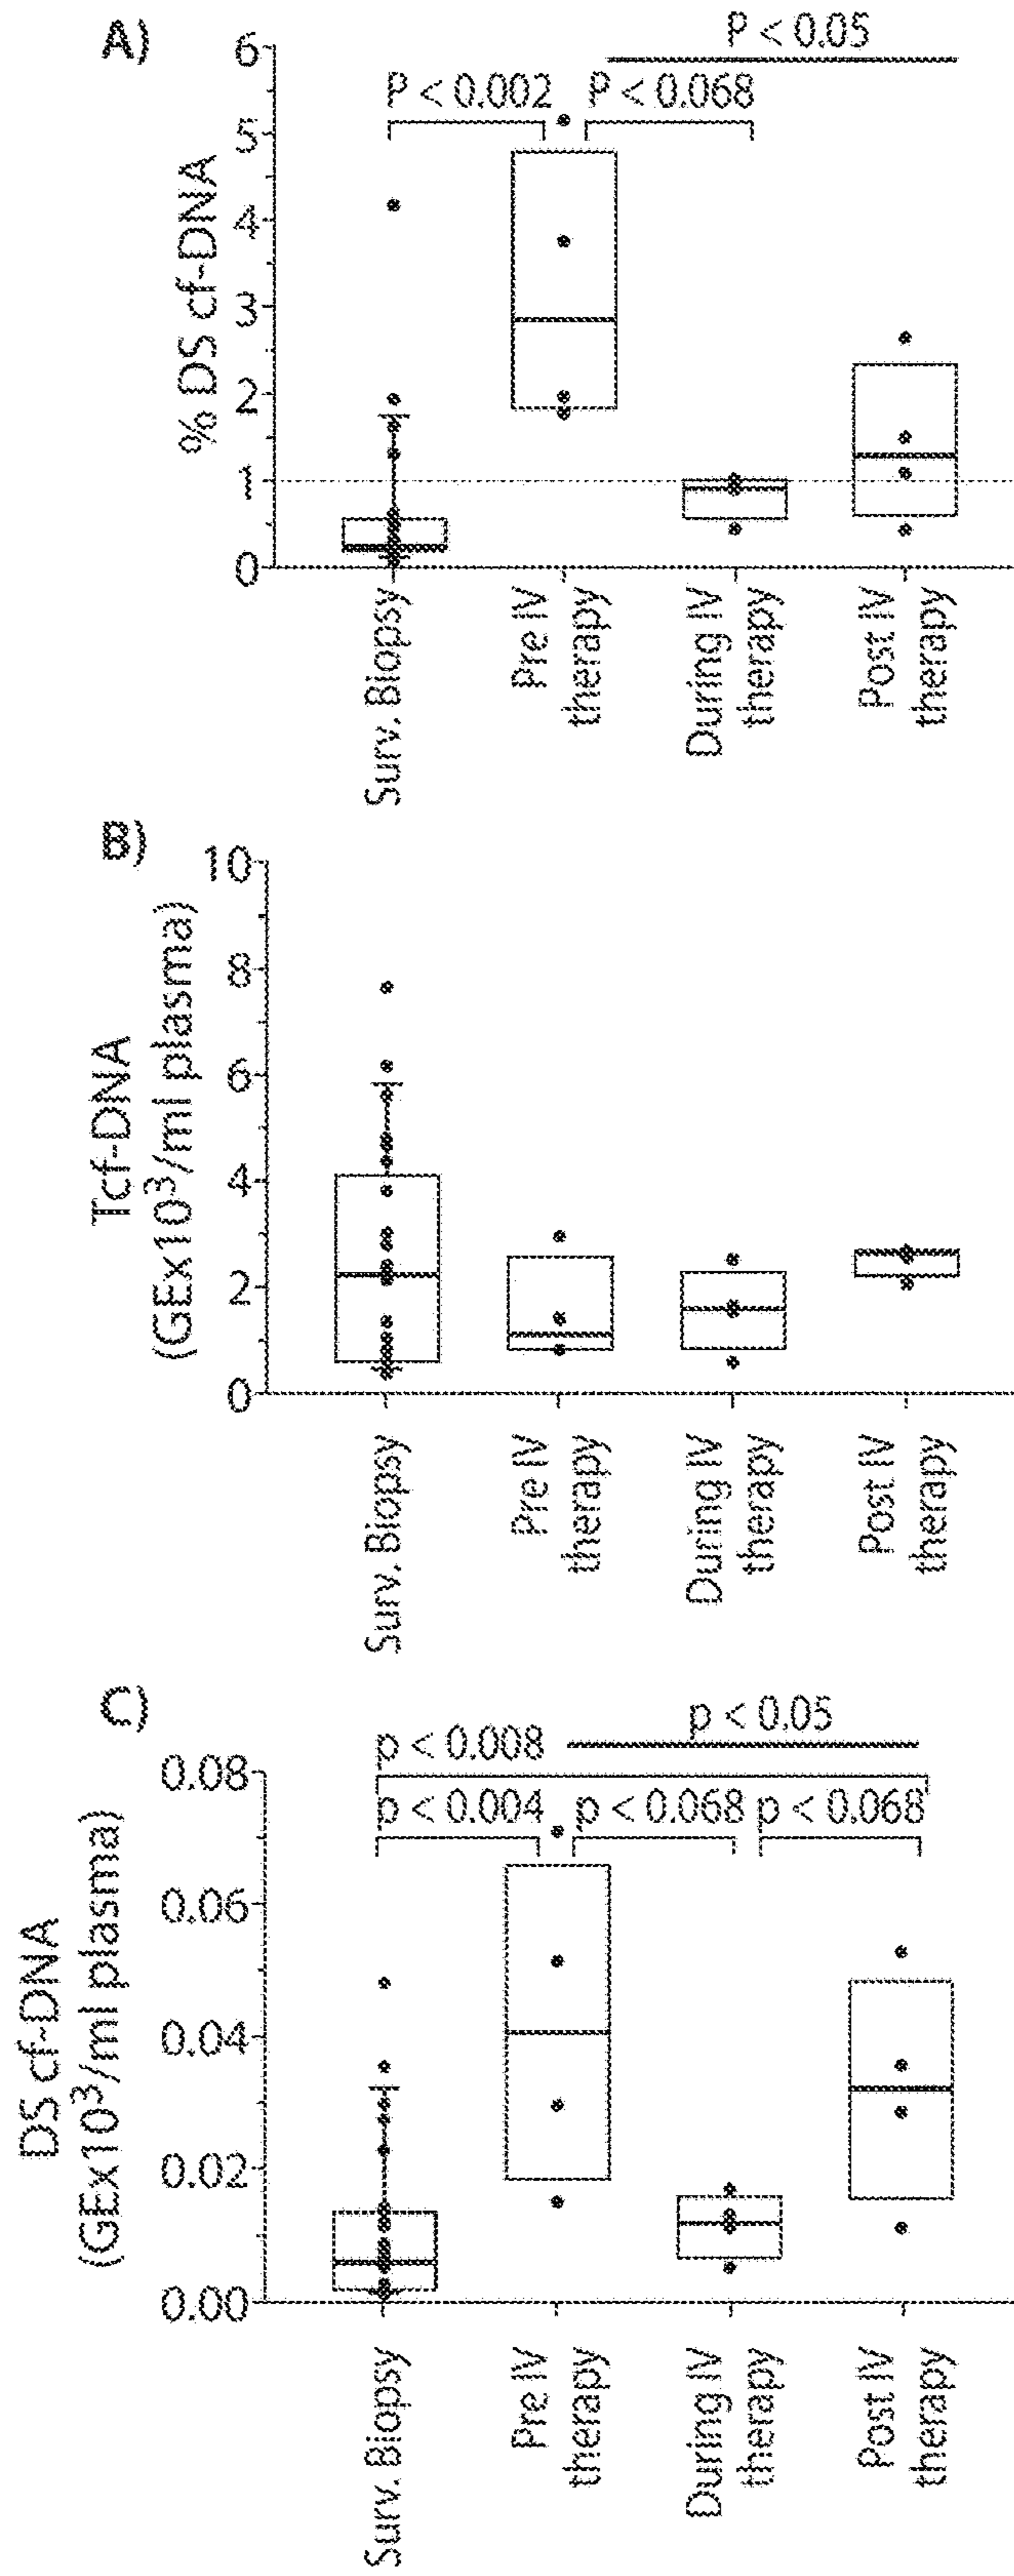 A)
P < 0.05
P < 0.002 P < 0.068
% DS cf-DNA
6
5
4
3
2
1
0
Surv. Biopsy
Pre IV
therapy
During IV
therapy
Post IV
therapy
B)
Tcf-DNA
(GEx10³/ml plasma)
10
8
6
4
2
0
Surv. Biopsy
Pre IV
therapy
During IV
therapy
Post IV
therapy
C)
p < 0.05
p < 0.008
p < 0.004 p < 0.068 p < 0.068
DS cf-DNA
(GEx10³/ml plasma)
0.08
0.06
0.04
0.02
0.00
Surv. Biopsy
Pre IV
therapy
During IV
therapy
Post IV
therapy